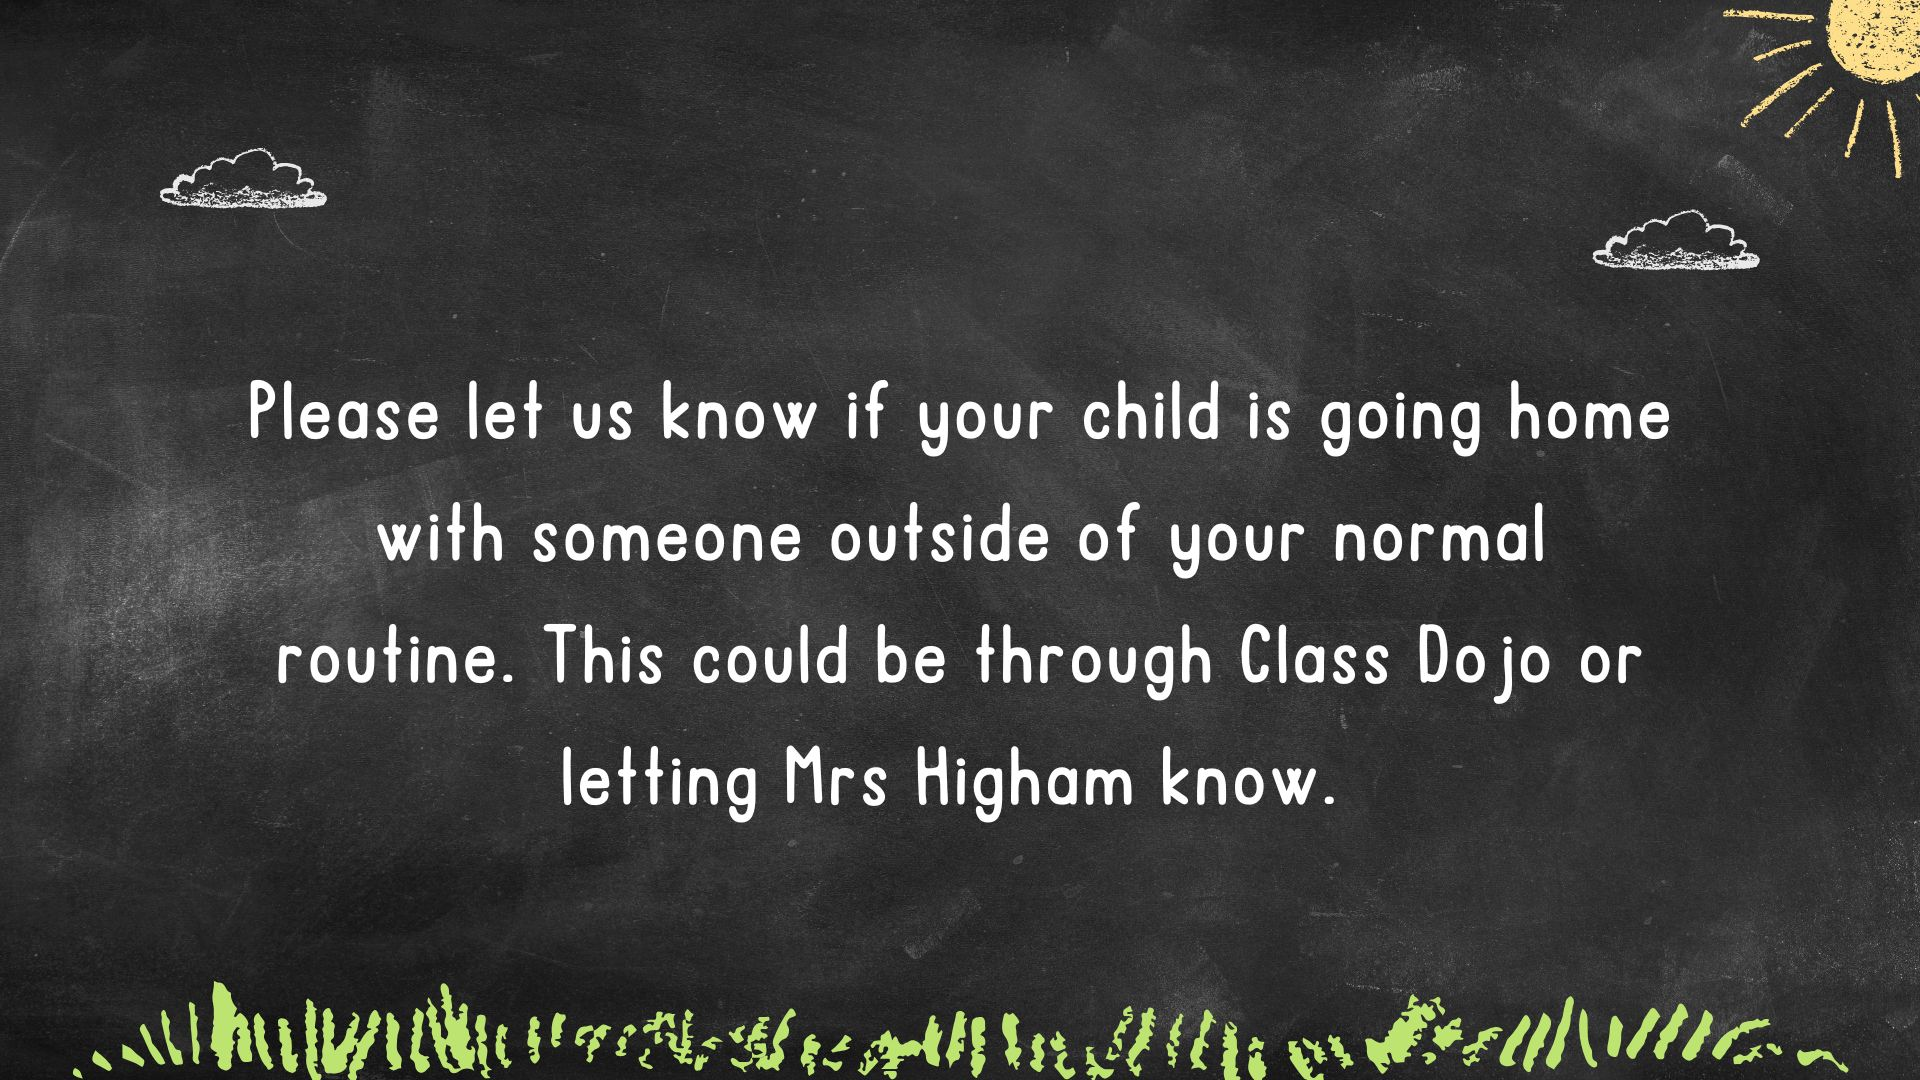 Please let us know if your child is going home
with someone outside of your normal
routine. This could be through Class Dojo or
letting Mrs Higham know.